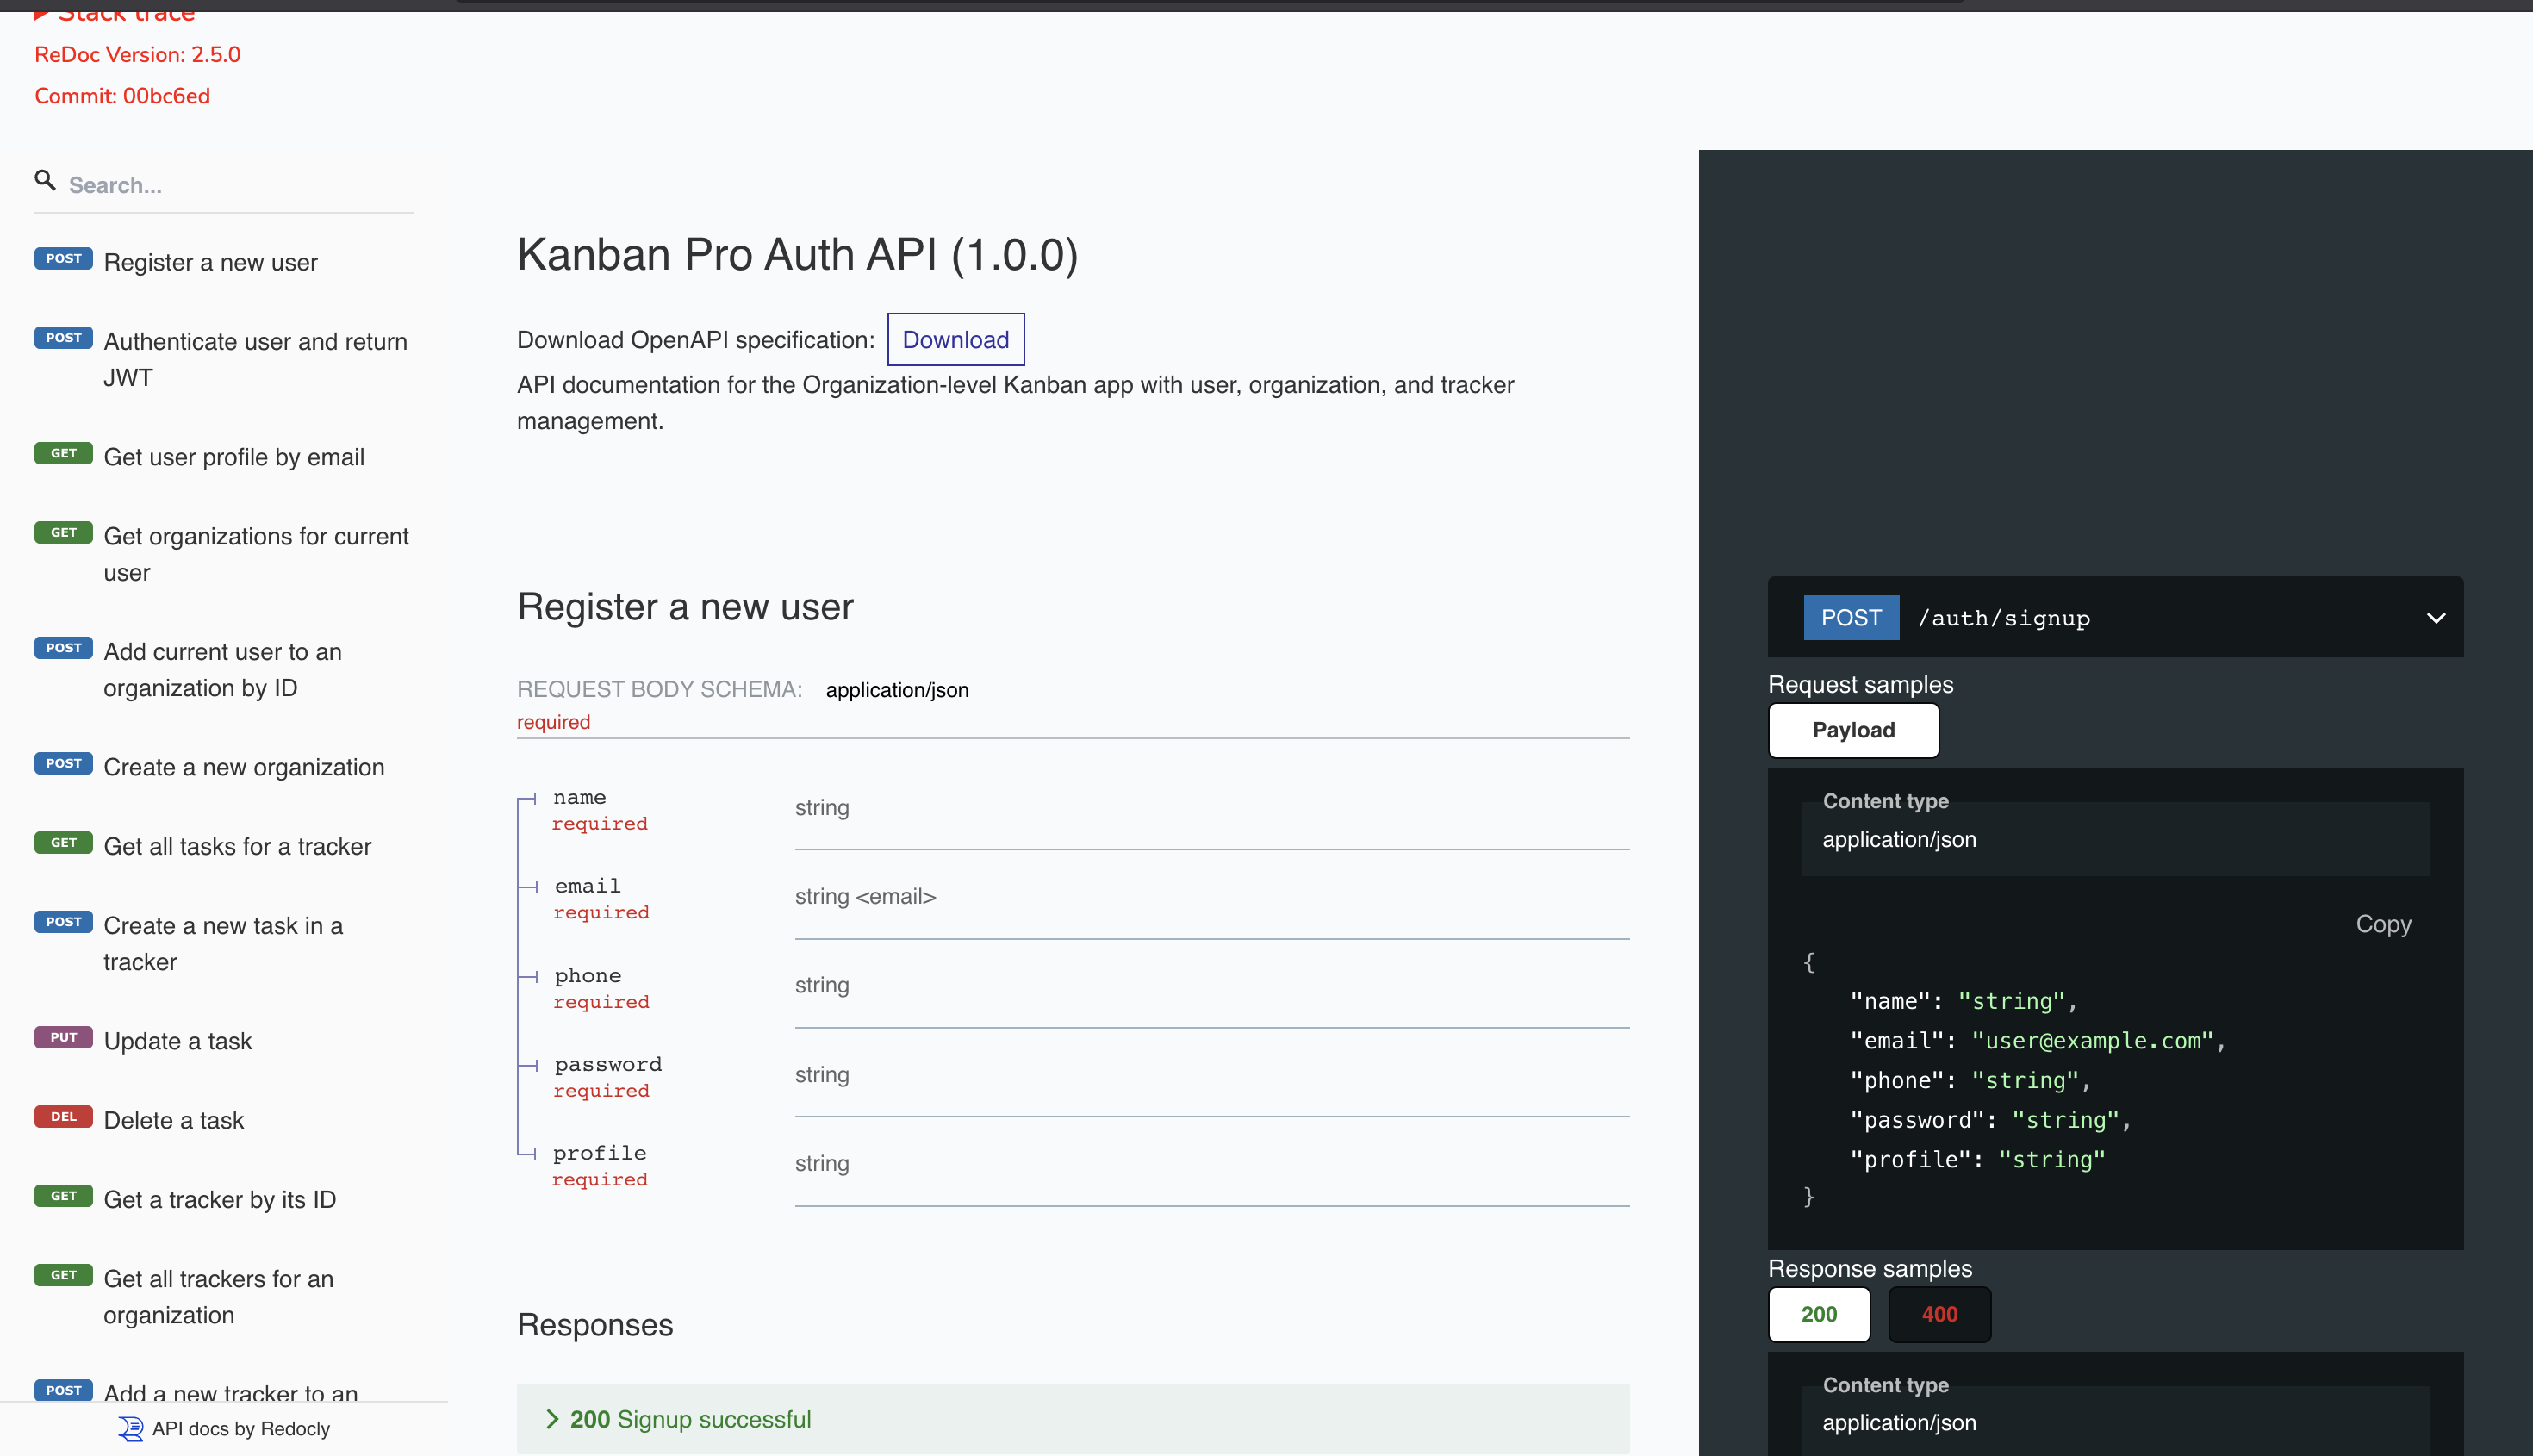 Stack trace
ReDoc Version: 2.5.0
Commit: 00bc6ed
Search...
POST Register a new user
POST Authenticate user and return
JWT
GET Get user profile by email
GET Get organizations for current
user
POST Add current user to an
organization by ID
POST Create a new organization
GET Get all tasks for a tracker
POST Create a new task in a
tracker
PUT Update a task
DEL Delete a task
GET Get a tracker by its ID
GET Get all trackers for an
organization
POST Add a new tracker to an
API docs by Redocly
Kanban Pro Auth API (1.0.0)
Download OpenAPI specification: Download
API documentation for the Organization-level Kanban app with user, organization, and tracker
management.
Register a new user
REQUEST BODY SCHEMA: application/json
required
name
required
string
email
required
string <email>
phone
required
string
password
required
string
profile
required
string
Responses
200 Signup successful
POST /auth/signup
Request samples
Payload
Content type
application/json
Copy
{
"name": "string",
"email": "user@example.com",
"phone": "string",
"password": "string",
"profile": "string"
}
Response samples
200 400
Content type
application/json